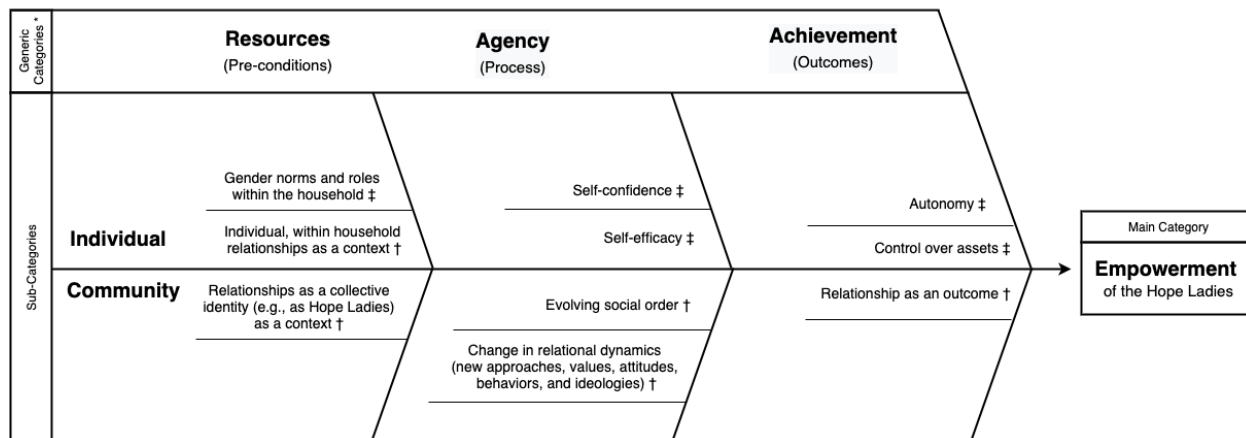 Generic
Categories *
Resources
(Pre-conditions)
Agency
(Process)
Achievement
(Outcomes)
Sub-Categories
Individual
Gender norms and roles
within the household ‡
Individual, within household
relationships as a context †
Self-confidence ‡
Self-efficacy ‡
Autonomy ‡
Control over assets ‡
Community
Relationships as a collective
identity (e.g., as Hope Ladies)
as a context †
Evolving social order †
Change in relational dynamics
(new approaches, values, attitudes,
behaviors, and ideologies) †
Relationship as an outcome †
Main Category
Empowerment
of the Hope Ladies